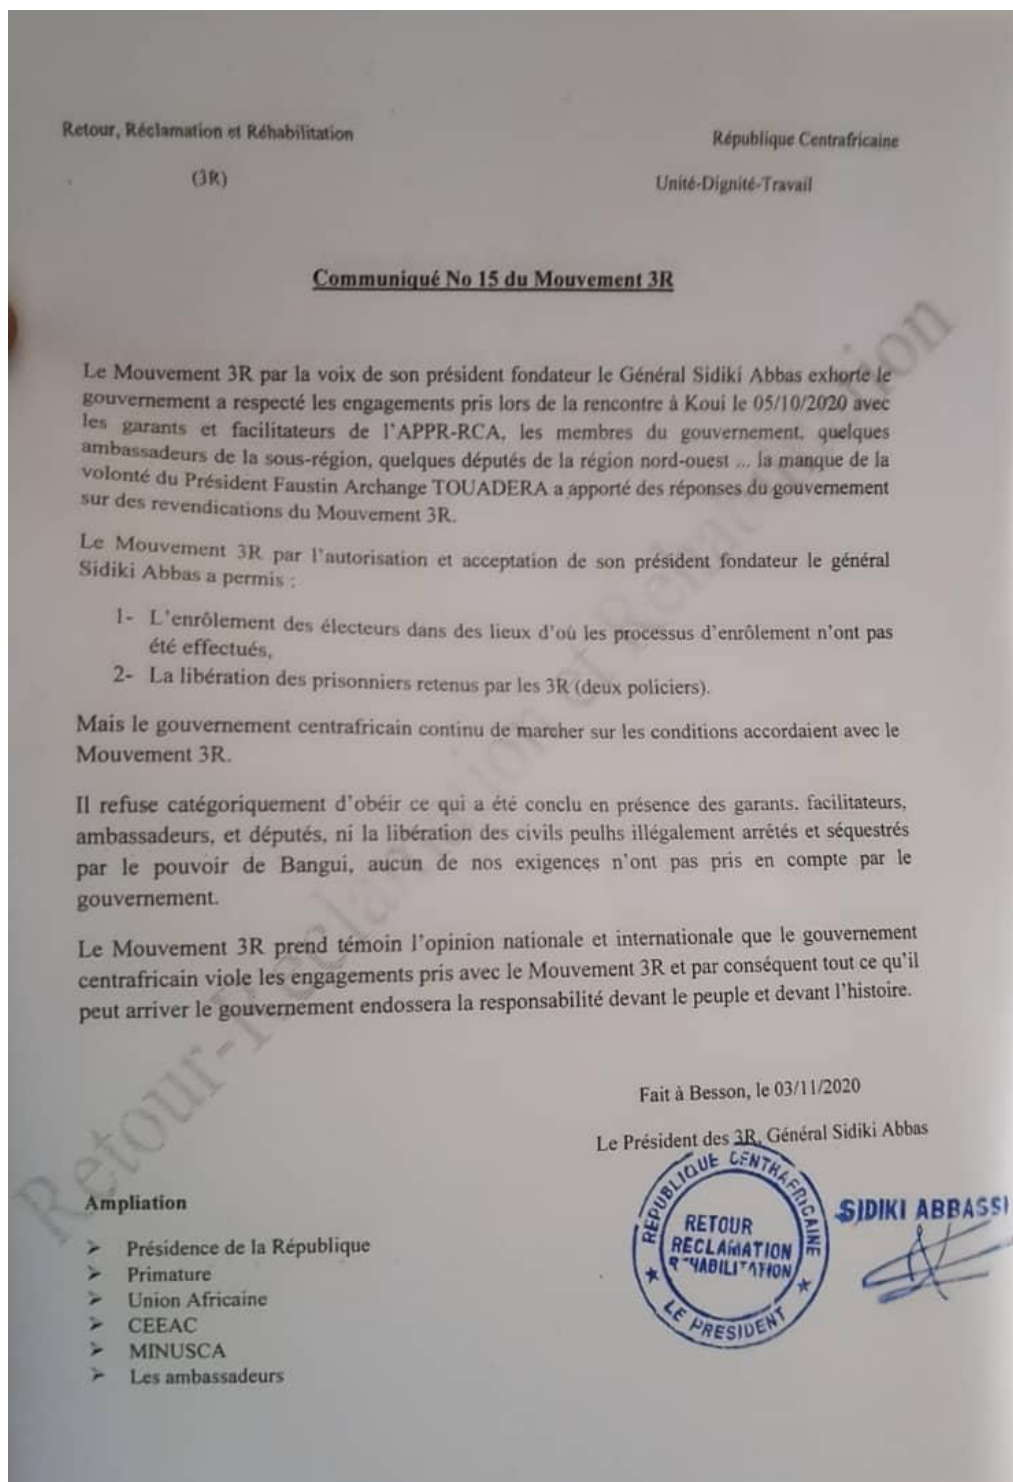 Retour, Réclamation et Réhabilitation
(3R)
République Centrafricaine
Unité-Dignité-Travail
Communiqué No 15 du Mouvement 3R
Le Mouvement 3R par la voix de son président fondateur le Général Sidiki Abbas exhorte le
gouvernement a respecté les engagements pris lors de la rencontre à Koui le 05/10/2020 avec
les garants et facilitateurs de l'APPR-RCA, les membres du gouvernement, quelques
ambassadeurs de la sous-région, quelques députés de la région nord-ouest ... la manque de la
volonté du Président Faustin Archange TOUADERA a apporté des réponses du gouvernement
sur des revendications du Mouvement 3R.
Le Mouvement 3R par l'autorisation et acceptation de son président fondateur le général
Sidiki Abbas a permis :
1- L'enrôlement des électeurs dans des lieux d'où les processus d'enrôlement n'ont pas
été effectués,
2- La libération des prisonniers retenus par les 3R (deux policiers).
Mais le gouvernement centrafricain continu de marcher sur les conditions accordaient avec le
Mouvement 3R.
Il refuse catégoriquement d'obéir ce qui a été conclu en présence des garants. facilitateurs,
ambassadeurs, et députés, ni la libération des civils peulhs illégalement arrêtés et séquestrés
par le pouvoir de Bangui, aucun de nos exigences n'ont pas pris en compte par le
gouvernement.
Le Mouvement 3R prend témoin l'opinion nationale et internationale que le gouvernement
centrafricain viole les engagements pris avec le Mouvement 3R et par conséquent tout ce qu'il
peut arriver le gouvernement endossera la responsabilité devant le peuple et devant l'histoire.
Fait à Besson, le 03/11/2020
Le Président des 3R, Général Sidiki Abbas
REPUBLIQUE CENTRAFRICAINE
RETOUR
RECLAMATION
LE PRESIDENT
SIDIKI ABBASSI
Ampliation
➢ Présidence de la République
➢ Primature
➢ Union Africaine
➢ CEEAC
➢ MINUSCA
➢ Les ambassadeurs
Retour-Réclamation et Réhabilitation